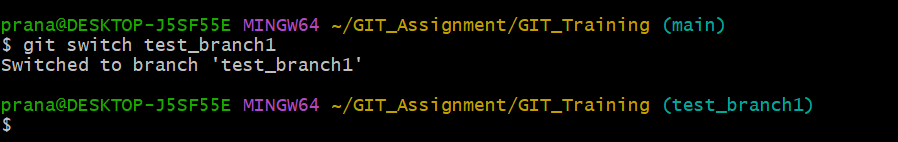 prana@DESKTOP-J5SF55E MINGW64 ~/GIT_Assignment/GIT_Training (main)
$ git switch test_branch1
Switched to branch 'test_branch1'
prana@DESKTOP-J5SF55E MINGW64 ~/GIT_Assignment/GIT_Training (test_branch1)
$